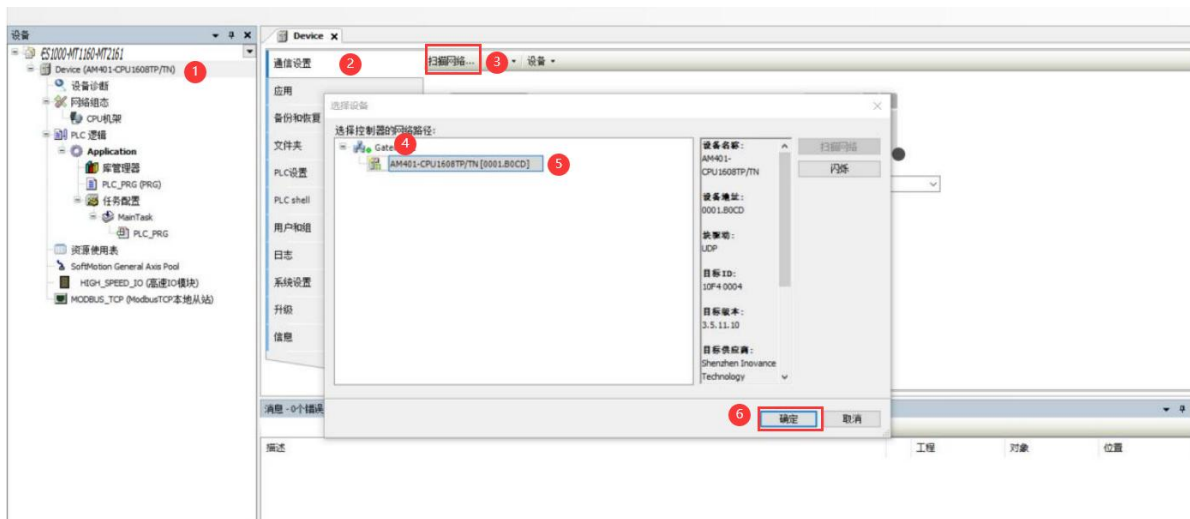 设备
ES1000-MT1160-MT2161
Device (AM401-CPU1608TP/TN)
1
设备诊断
网络组态
CPU机架
PLC 逻辑
Application
库管理器
PLC_PRG (PRG)
任务配置
MainTask
PLC_PRG
资源使用表
SoftMotion General Axis Pool
HIGH_SPEED_IO (高速IO模块)
MODBUS_TCP (ModbusTCP本地从站)
Device
通信设置
2
扫描网络...
3
设备
应用
备份和恢复
文件夹
PLC设置
PLC shell
用户和组
日志
系统设置
升级
信息
选择设备
选择控制器的网络路径:
4
Gate
AM401-CPU1608TP/TN [0001.B0CD]
5
设备名称:
AM401-
CPU1608TP/TN
设备地址:
0001.B0CD
块驱动:
UDP
目标ID:
10F4 0004
目标版本:
3.5.11.10
目标供应商:
Shenzhen Inovance
Technology
扫描网络
闪烁
6
确定
取消
消息 - 0个错误
描述
工程
对象
位置